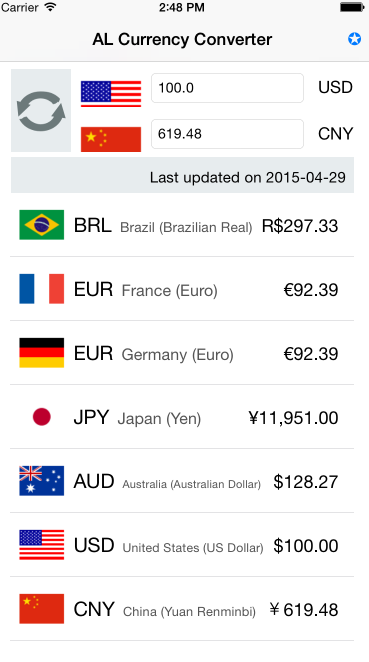 Carrier 2:48 PM
AL Currency Converter
100.0 USD
619.48 CNY
Last updated on 2015-04-29
BRL Brazil (Brazilian Real) R$297.33
EUR France (Euro) €92.39
EUR Germany (Euro) €92.39
JPY Japan (Yen) ¥11,951.00
AUD Australia (Australian Dollar) $128.27
USD United States (US Dollar) $100.00
CNY China (Yuan Renminbi) ¥619.48